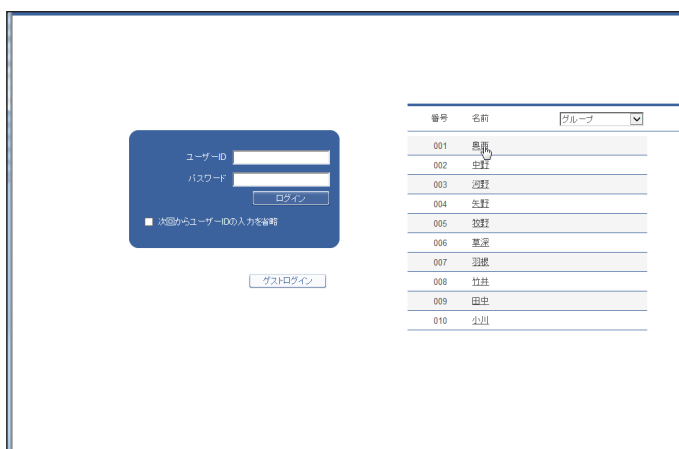 ユーザーID
パスワード
ログイン
次回からユーザーIDの入力を省略
ゲストログイン
番号 名前 グループ
001
002 中野
003 河野
004 矢野
005 牧野
006 草深
007 羽根
008 竹井
009 田中
010 小川